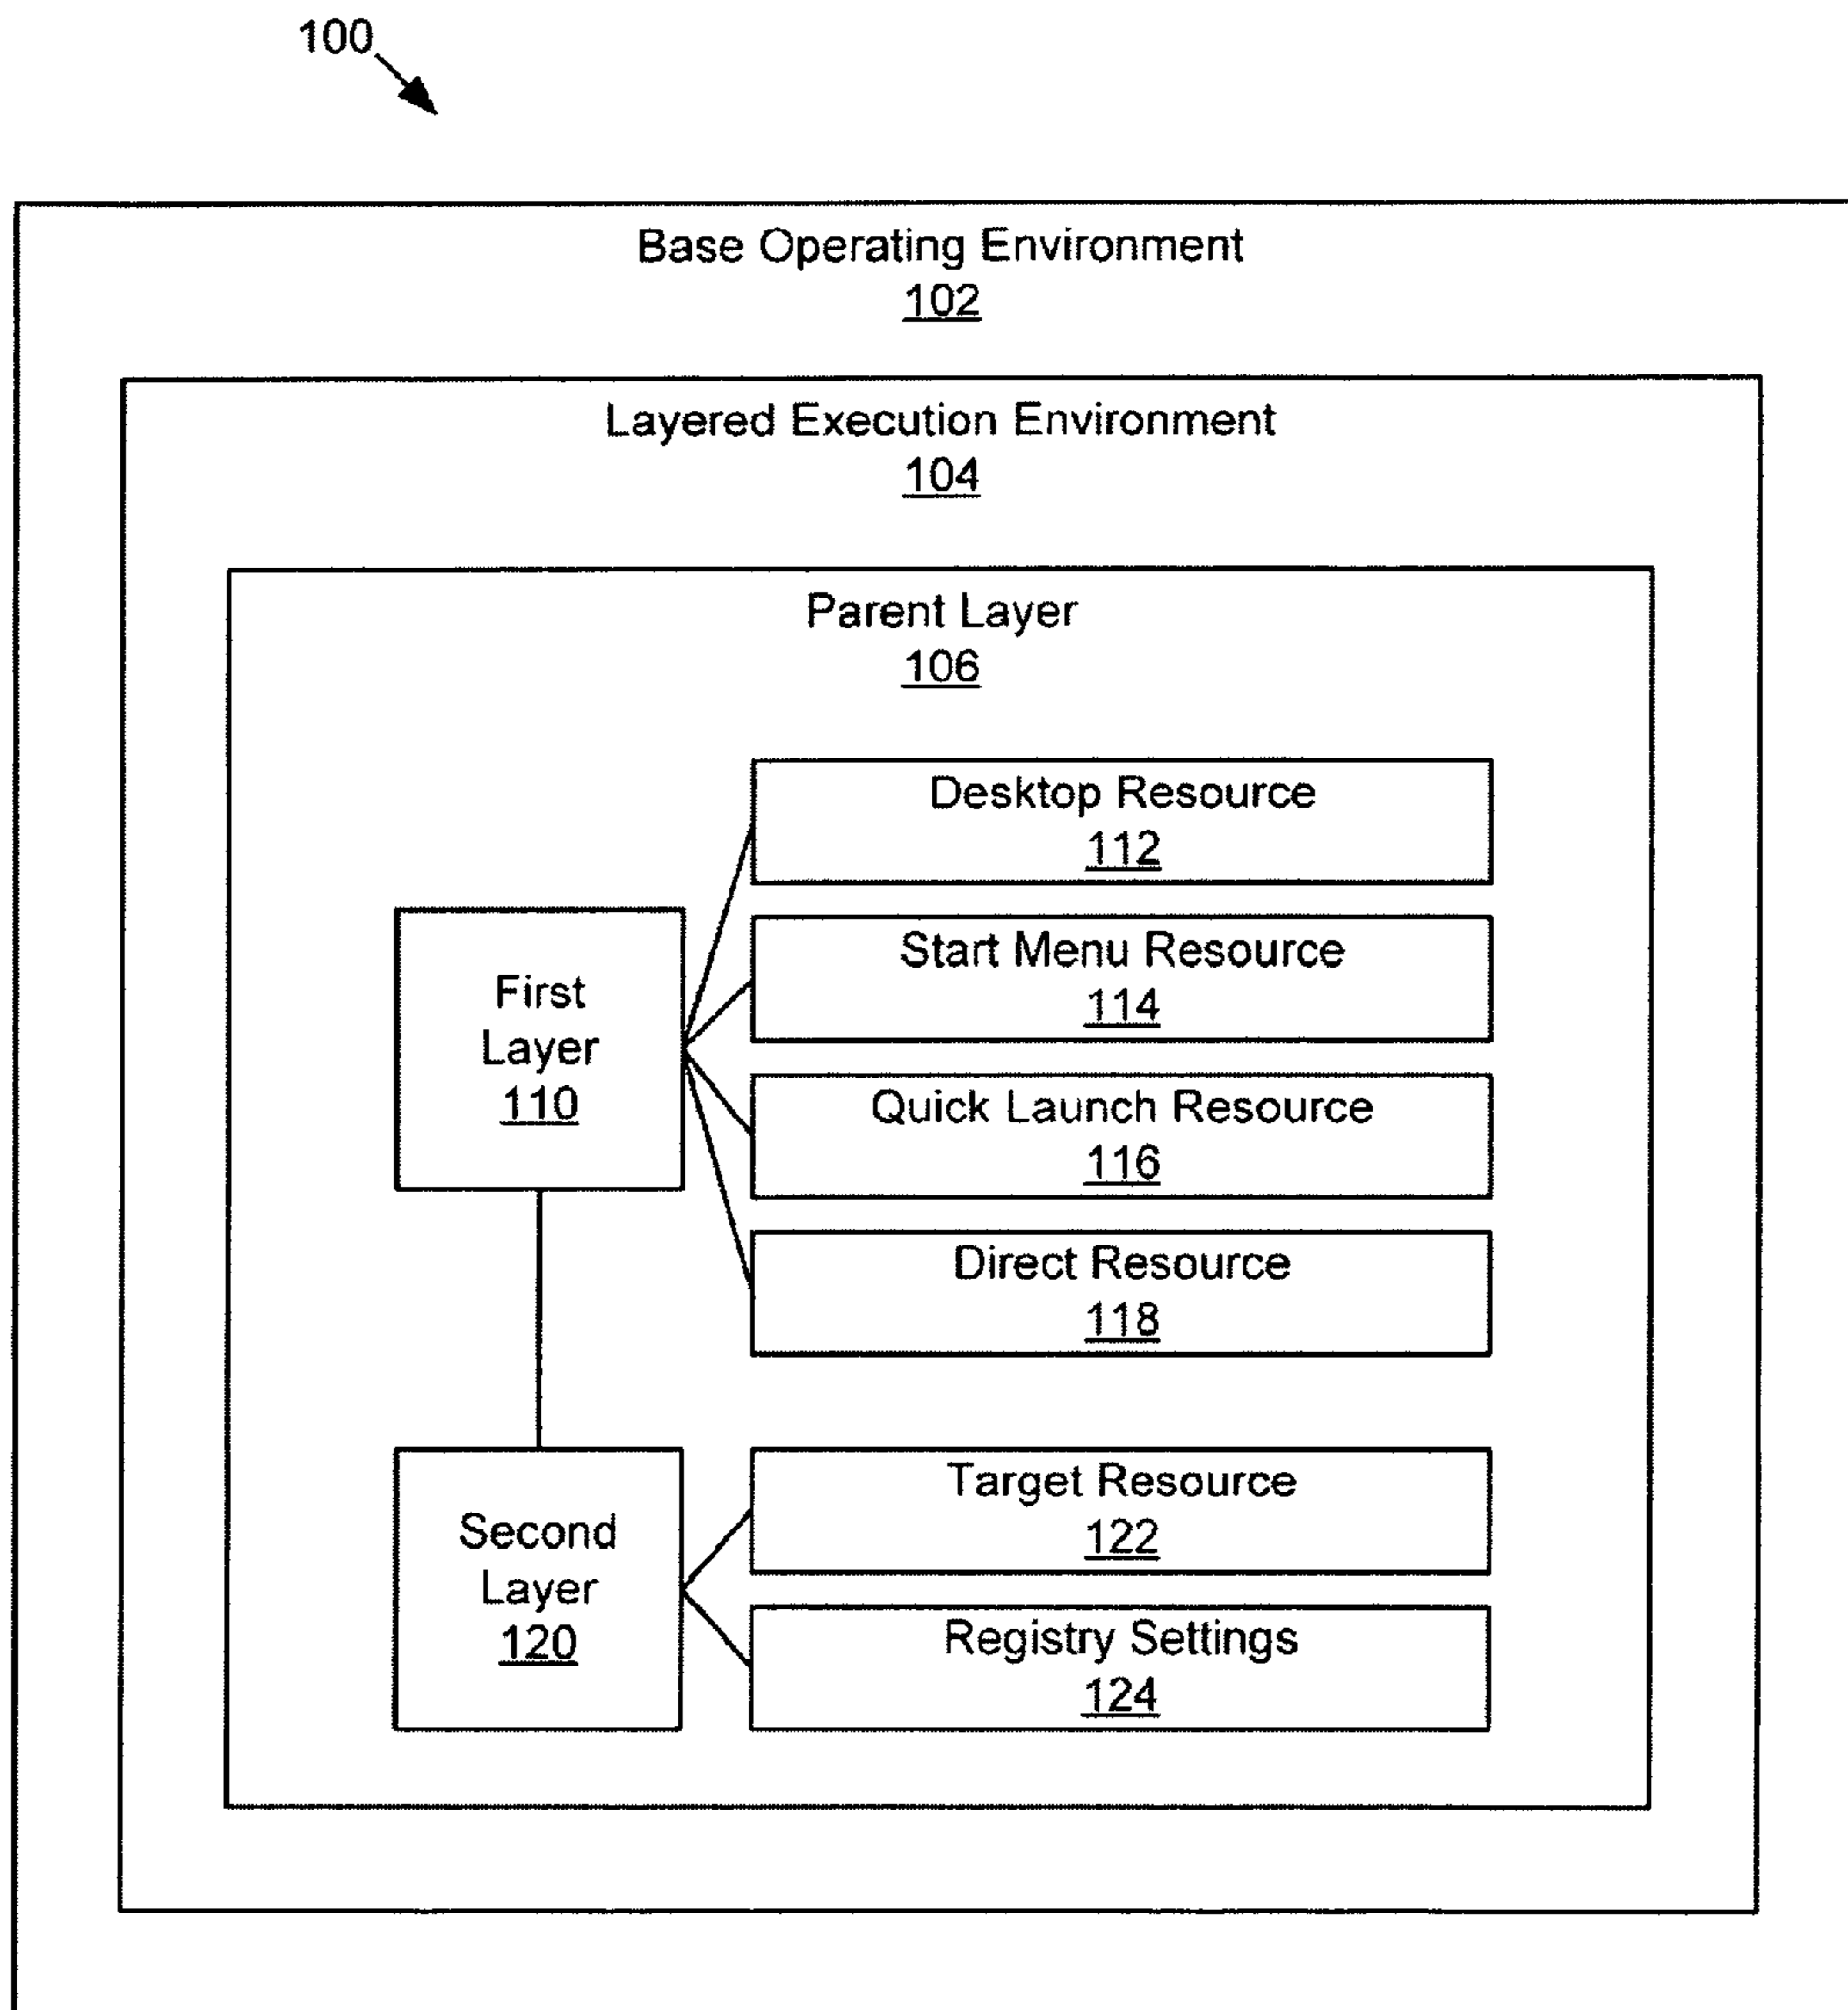 100
Base Operating Environment
102
Layered Execution Environment
104
Parent Layer
106
Desktop Resource
112
Start Menu Resource
114
First
Layer
110
Quick Launch Resource
116
Direct Resource
118
Target Resource
122
Second
Layer
120
Registry Settings
124